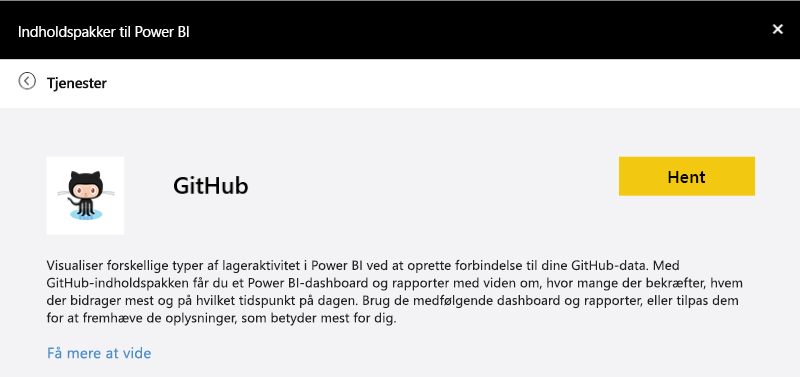 Indholdspakker til Power BI
Tjenester
GitHub
Hent
Visualiser forskellige typer af lageraktivitet i Power BI ved at oprette forbindelse til dine GitHub-data. Med
GitHub-indholdspakken får du et Power BI-dashboard og rapporter med viden om, hvor mange der bekræfter, hvem
der bidrager mest og på hvilket tidspunkt på dagen. Brug de medfølgende dashboard og rapporter, eller tilpas dem
for at fremhæve de oplysninger, som betyder mest for dig.
Få mere at vide